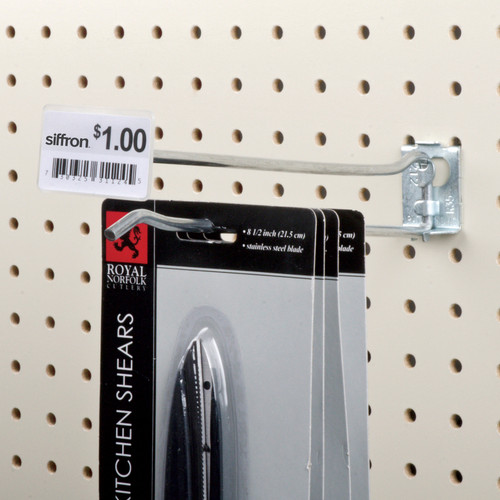 siffron $1.00
• 8 1/2 inch (21.5 cm)
• stainless steel blade
ROYAL
NORFOLK
CUTLERY
KITCHEN SHEARS